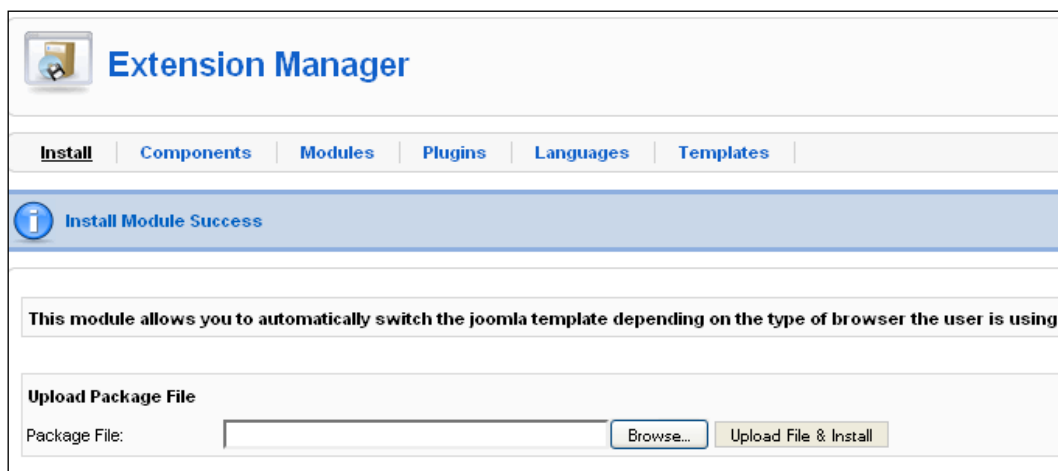 Extension Manager
Install Components Modules Plugins Languages Templates
Install Module Success
This module allows you to automatically switch the joomla template depending on the type of browser the user is using
Upload Package File
Package File: Browse... Upload File & Install